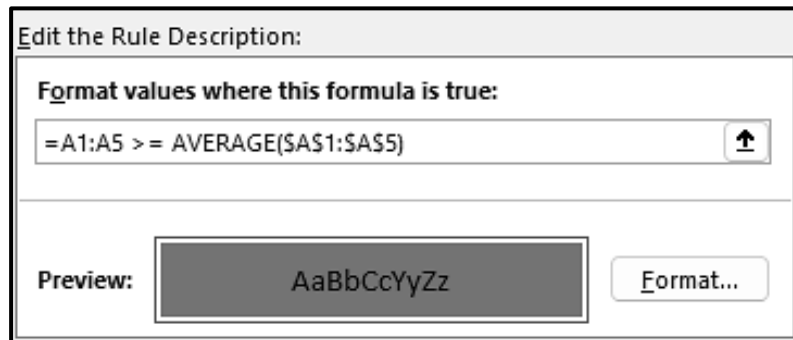 Edit the Rule Description:
Format values where this formula is true:
=A1:A5 >= AVERAGE($A$1:$A$5)
Preview: AaBbCcYyZz Format...